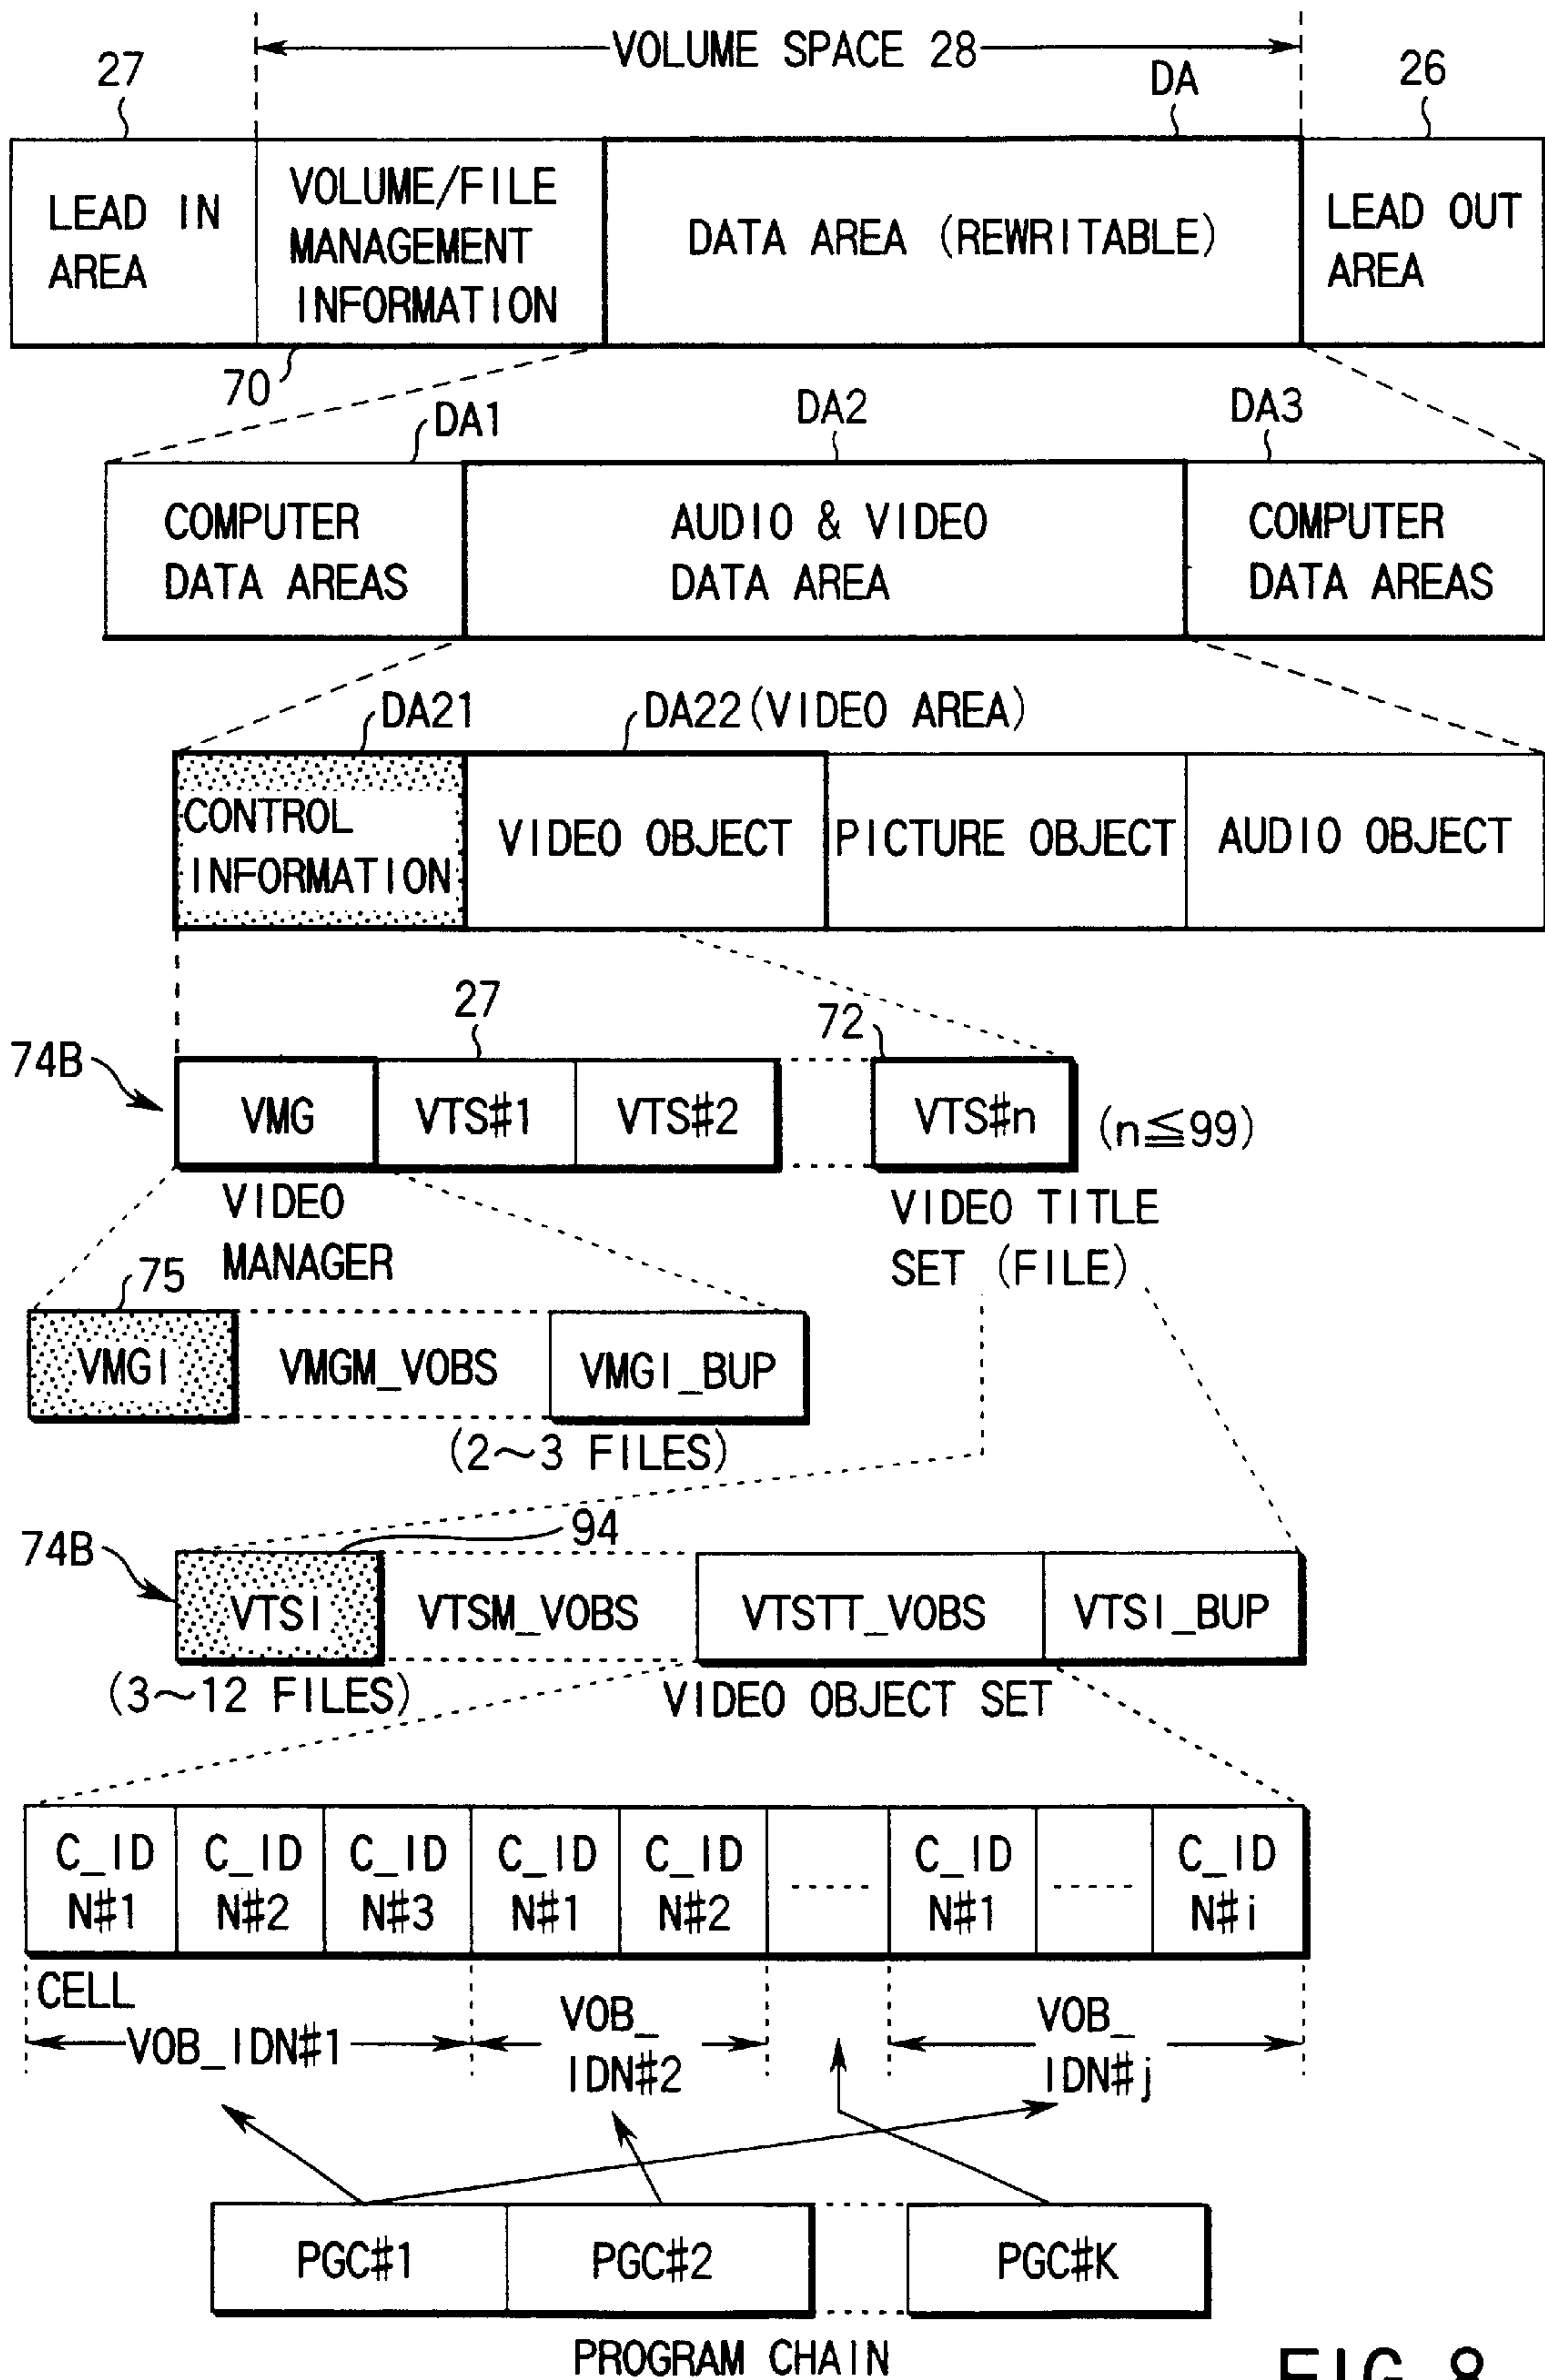 VOLUME SPACE 28
27
DA
26
LEAD IN
AREA
VOLUME/FILE
MANAGEMENT
INFORMATION
DATA AREA (REWRITABLE)
LEAD OUT
AREA
70
DA1
DA2
DA3
COMPUTER
DATA AREAS
AUDIO & VIDEO
DATA AREA
COMPUTER
DATA AREAS
DA21
DA22(VIDEO AREA)
CONTROL
INFORMATION
VIDEO OBJECT
PICTURE OBJECT
AUDIO OBJECT
27
72
74B
VMG
VTS#1
VTS#2
VTS#n
(n≦99)
VIDEO
MANAGER
VIDEO TITLE
SET (FILE)
75
VMGI
VMGM_VOBS
VMGI_BUP
(2~3 FILES)
94
74B
VTSI
VTSM_VOBS
VTSTT_VOBS
VTSI_BUP
(3~12 FILES)
VIDEO OBJECT SET
C_ID
N#1
C_ID
N#2
C_ID
N#3
C_ID
N#1
C_ID
N#2
C_ID
N#1
C_ID
N#i
CELL
VOB_IDN#1
VOB_
IDN#2
VOB_
IDN#j
PGC#1
PGC#2
PGC#K
PROGRAM CHAIN
FIG. 8